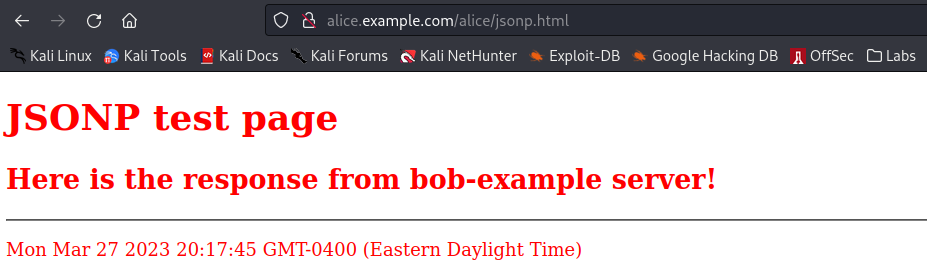 alice.example.com/alice/jsonp.html
Kali Linux Kali Tools Kali Docs Kali Forums Kali NetHunter Exploit-DB Google Hacking DB OffSec Labs
JSONP test page
Here is the response from bob-example server!
Mon Mar 27 2023 20:17:45 GMT-0400 (Eastern Daylight Time)